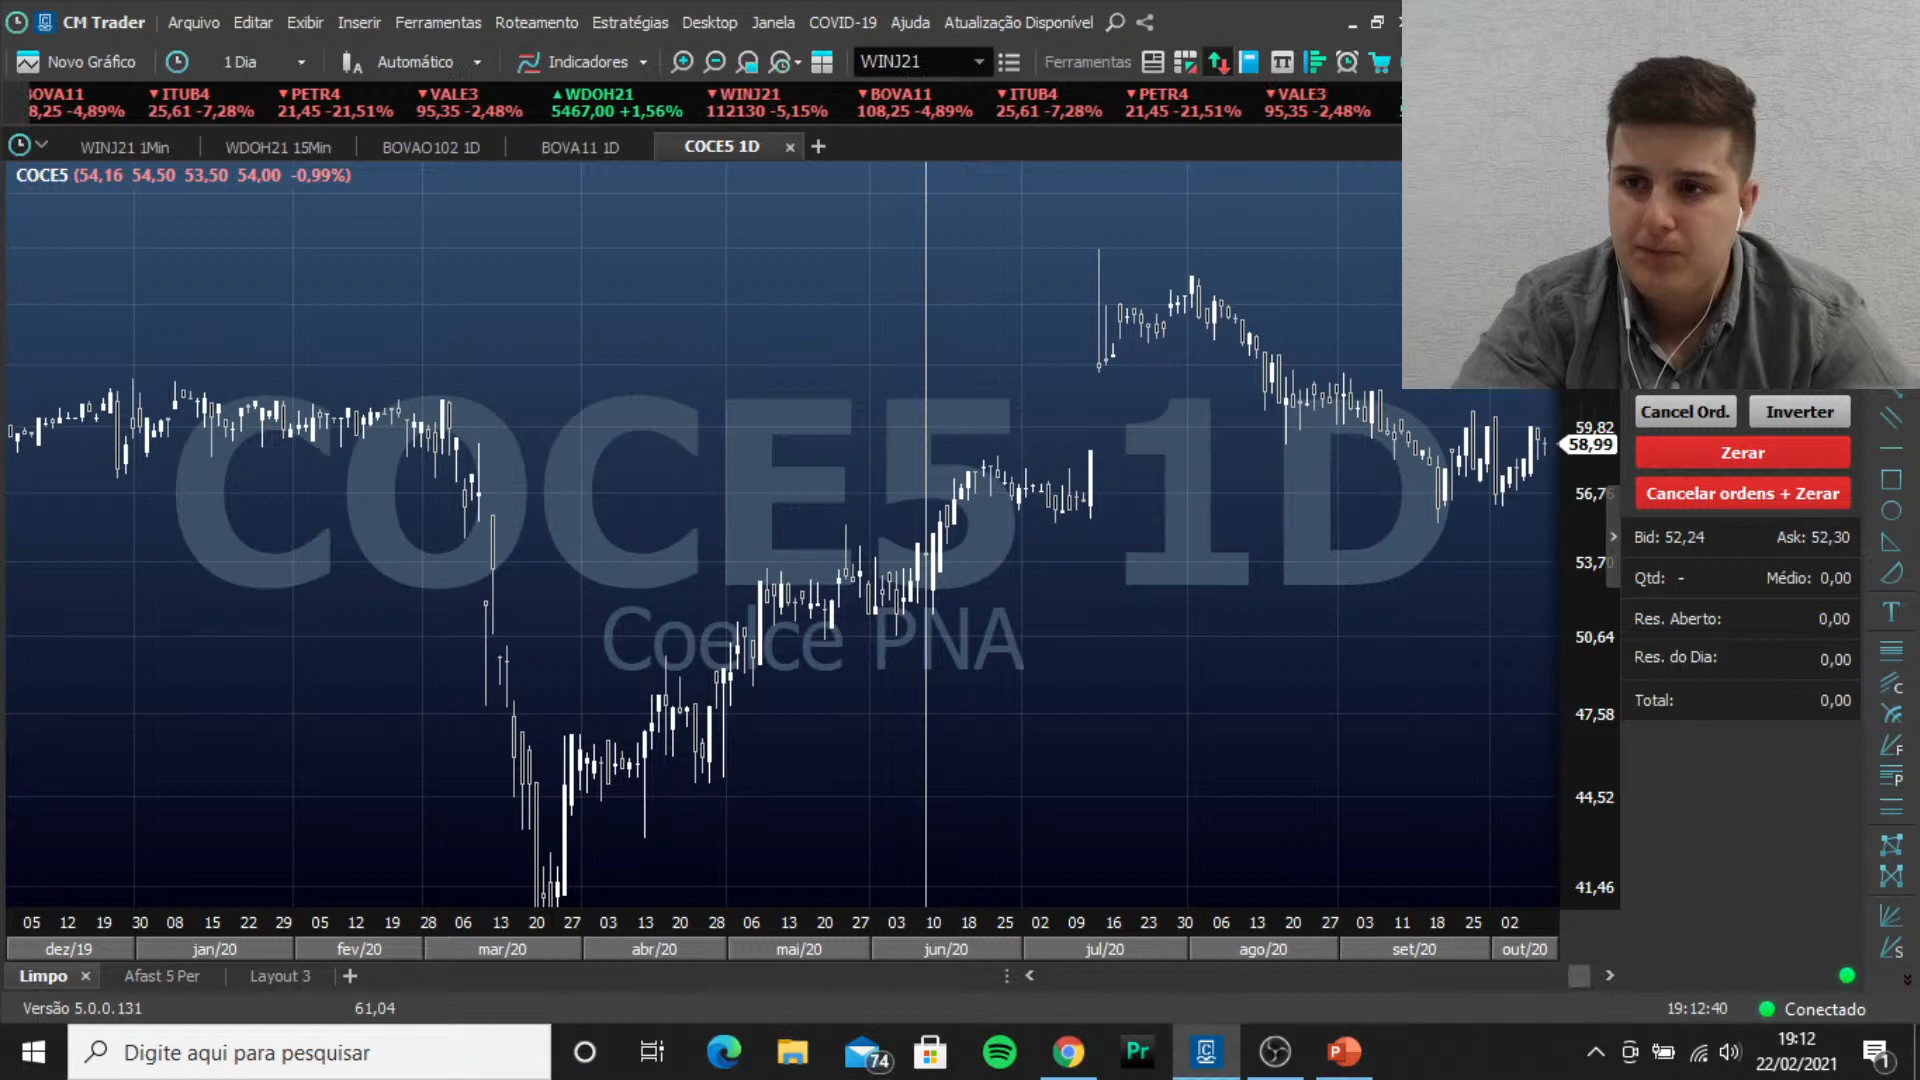 CM Trader Arquivo Editar Exibir Inserir Ferramentas Roteamento Estratégias Desktop Janela COVID-19 Ajuda Atualização Disponível
Novo Gráfico 1 Dia Automático Indicadores WINJ21 Ferramentas
BOVA11 ITUB4 PETR4 VALE3 WDOH21 WINJ21 BOVA11 ITUB4 PETR4 VALE3
8,25 -4,89% 25,61 -7,28% 21,45 -21,51% 95,35 -2,48% 5467,00 +1,56% 112130 -5,15% 108,25 -4,89% 25,61 -7,28% 21,45 -21,51% 95,35 -2,48%
WINJ21 1Min WDOH21 15Min BOVAO102 1D BOVA11 1D COCE5 1D
COCE5 (54,16 54,50 53,50 54,00 -0,99%)
COCE5 1D
Coelce PNA
59,82
58,99
56,76
53,70
50,64
47,58
44,52
41,46
Cancel Ord. Inverter
Zerar
Cancelar ordens + Zerar
Bid: 52,24 Ask: 52,30
Qtd: - Médio: 0,00
Res. Aberto: 0,00
Res. do Dia: 0,00
Total: 0,00
05 12 19 30 08 15 22 29 05 12 19 28 06 13 20 27 03 13 20 28 06 13 20 27 03 10 18 25 02 09 16 23 30 06 13 20 27 03 11 18 25 02
dez/19 jan/20 fev/20 mar/20 abr/20 mai/20 jun/20 jul/20 ago/20 set/20 out/20
Limpo Afast 5 Per Layout 3
Versão 5.0.0.131 61,04 19:12:40 Conectado
Digite aqui para pesquisar
74
Pr
19:12
22/02/2021
1